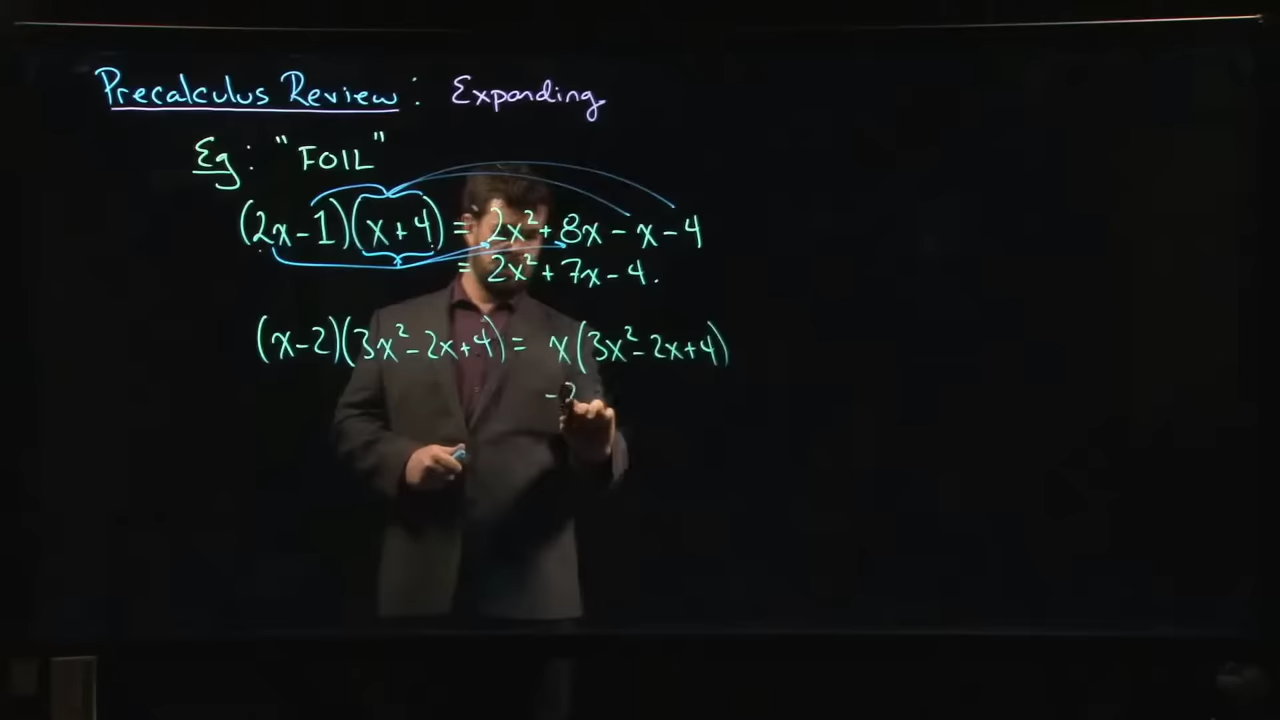 Precalculus Review: Expanding
Eg: "FOIL"
(2x-1)(x+4) = 2x²+8x-x-4
= 2x²+7x-4.
(x-2)(3x²-2x+4) = x(3x²-2x+4)
-2